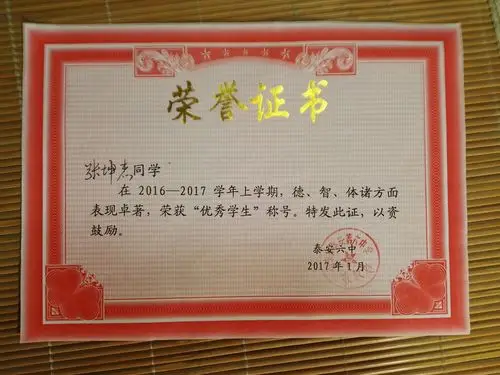 荣誉证书
张坤志同学
在 2016—2017 学年上学期，德、智、体诸方面
表现卓著，荣获“优秀学生”称号。特发此证，以资
鼓励。
泰安六中
2017 年 1 月